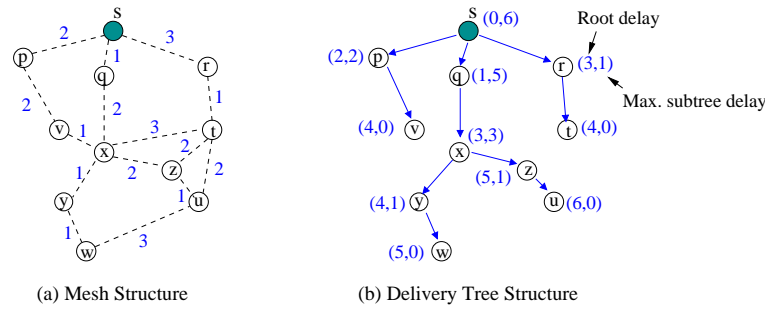 s
2
1
3
p
q
r
2
2
1
v
1
3
t
x
2
2
z
2
1
1
y
u
1
3
w
(a) Mesh Structure
s
(0,6)
Root delay
(2,2)
p
q
(1,5)
r
(3,1)
Max. subtree delay
v
(4,0)
t
(4,0)
x
(3,3)
z
(5,1)
(4,1)
y
u
(6,0)
(5,0)
w
(b) Delivery Tree Structure